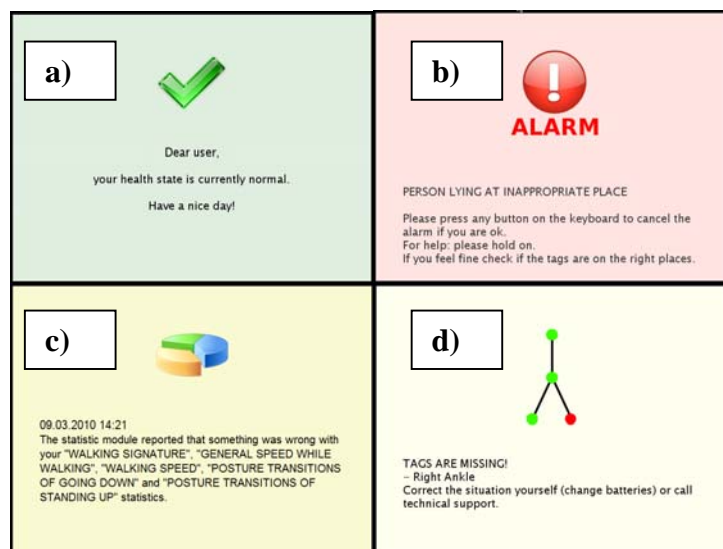 a)
Dear user,
your health state is currently normal.
Have a nice day!
b)
!
ALARM
PERSON LYING AT INAPPROPRIATE PLACE
Please press any button on the keyboard to cancel the
alarm if you are ok.
For help: please hold on.
If you feel fine check if the tags are on the right places.
c)
09.03.2010 14:21
The statistic module reported that something was wrong with
your "WALKING SIGNATURE", "GENERAL SPEED WHILE
WALKING", "WALKING SPEED", "POSTURE TRANSITIONS
OF GOING DOWN" and "POSTURE TRANSITIONS OF
STANDING UP" statistics.
d)
TAGS ARE MISSING!
– Right Ankle
Correct the situation yourself (change batteries) or call
technical support.